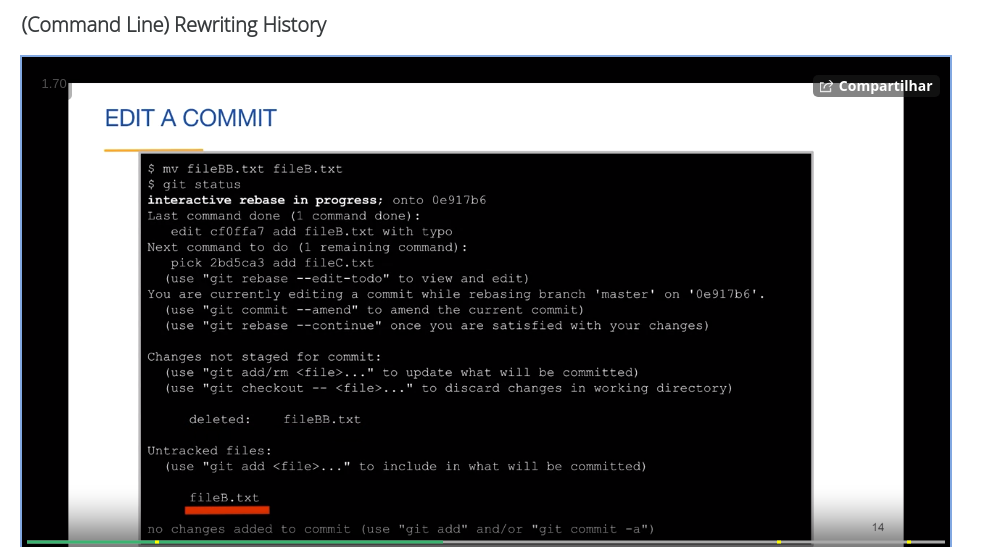 (Command Line) Rewriting History
1.70
Compartilhar
EDIT A COMMIT
$ mv fileBB.txt fileB.txt
$ git status
interactive rebase in progress; onto 0e917b6
Last command done (1 command done):
edit cf0ffa7 add fileB.txt with typo
Next command to do (1 remaining command):
pick 2bd5ca3 add fileC.txt
(use "git rebase --edit-todo" to view and edit)
You are currently editing a commit while rebasing branch 'master' on '0e917b6'.
(use "git commit --amend" to amend the current commit)
(use "git rebase --continue" once you are satisfied with your changes)
Changes not staged for commit:
(use "git add/rm <file>..." to update what will be committed)
(use "git checkout -- <file>..." to discard changes in working directory)
deleted: fileBB.txt
Untracked files:
(use "git add <file>..." to include in what will be committed)
fileB.txt
no changes added to commit (use "git add" and/or "git commit -a")
14